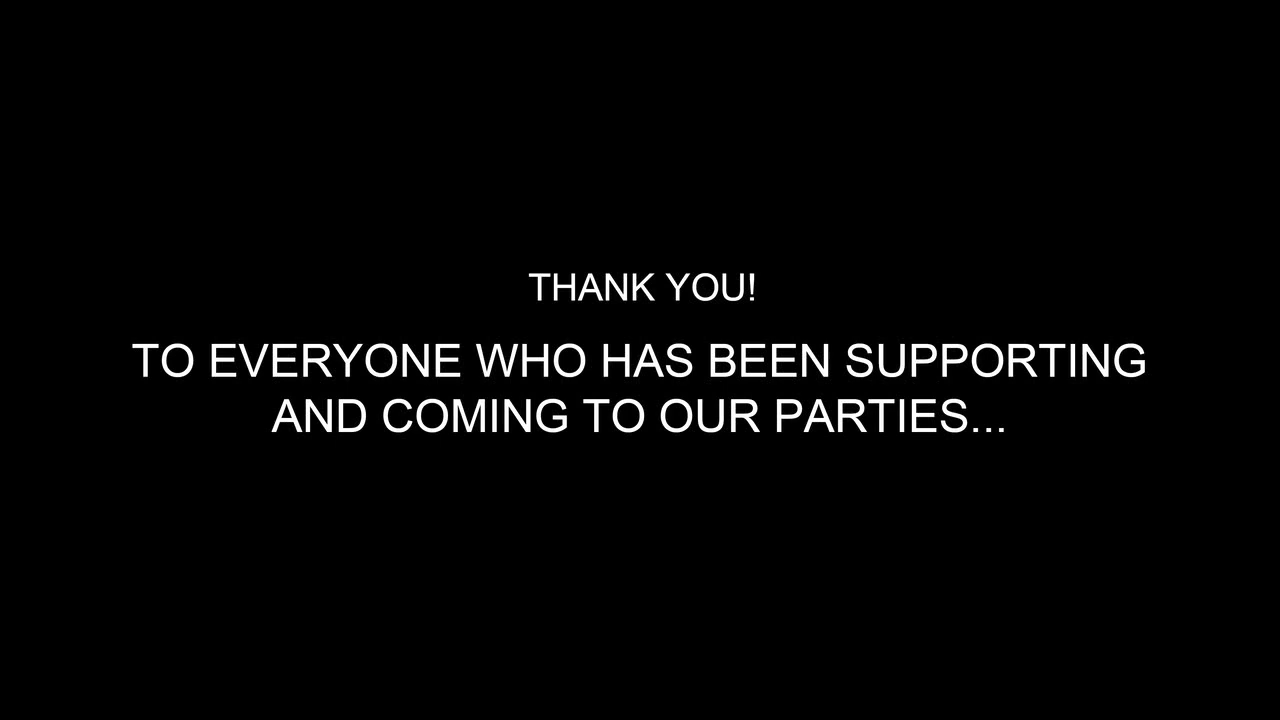 THANK YOU!
TO EVERYONE WHO HAS BEEN SUPPORTING
AND COMING TO OUR PARTIES...